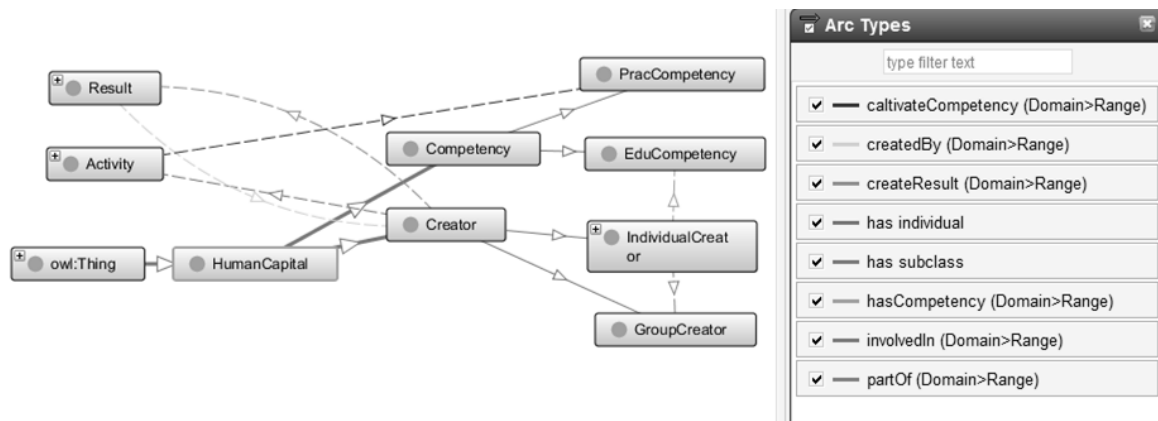 Result
Activity
owl:Thing
HumanCapital
Competency
Creator
PracCompetency
EduCompetency
IndividualCreat
or
GroupCreator
Arc Types
type filter text
caltivateCompetency (Domain>Range)
createdBy (Domain>Range)
createResult (Domain>Range)
has individual
has subclass
hasCompetency (Domain>Range)
involvedIn (Domain>Range)
partOf (Domain>Range)